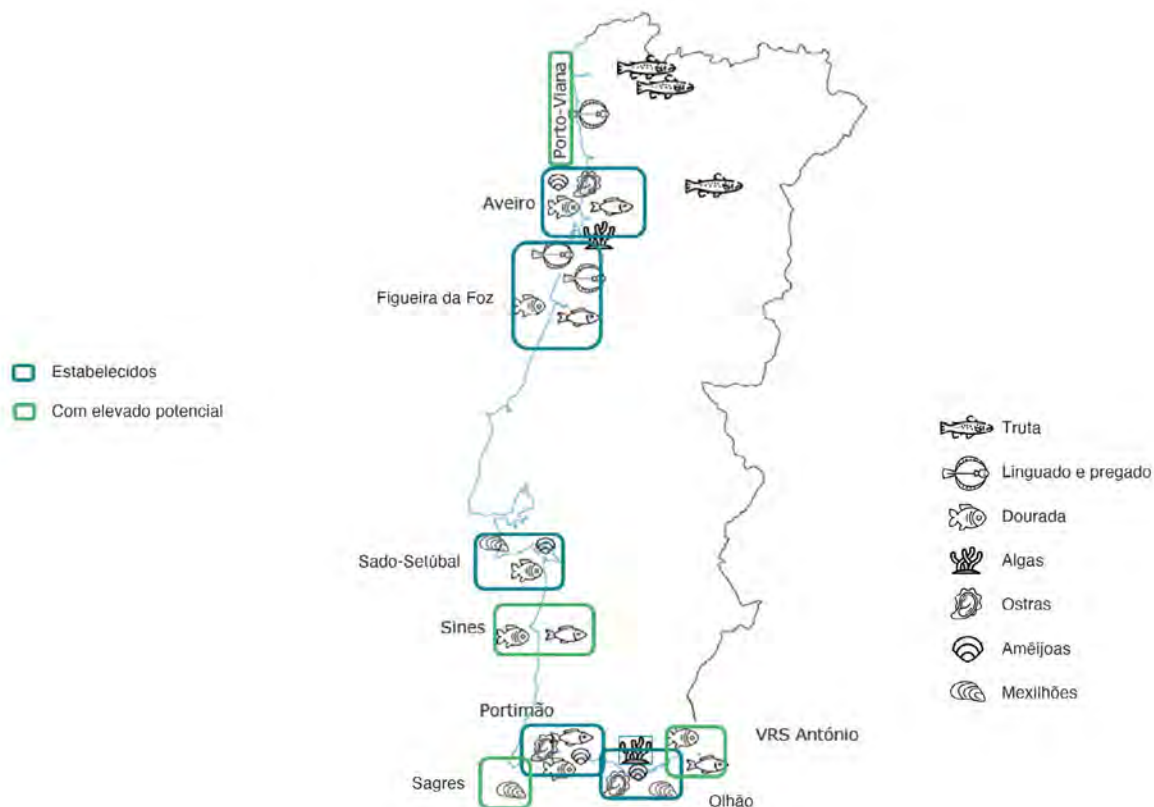 Porto-Viana
Aveiro
Figueira da Foz
Estabelecidos
Com elevado potencial
Truta
Linguado e pregado
Dourada
Algas
Ostras
Amêijoas
Mexilhões
Sado-Setúbal
Sines
Portimão
VRS António
Sagres
Olhão